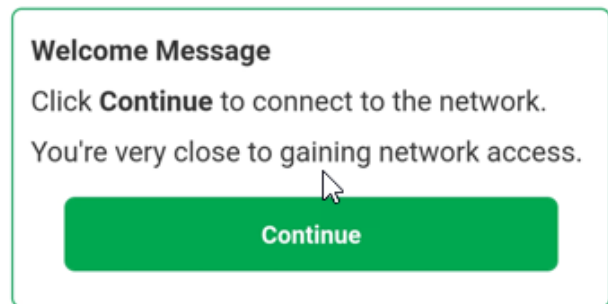 Welcome Message
Click Continue to connect to the network.
You're very close to gaining network access.
Continue